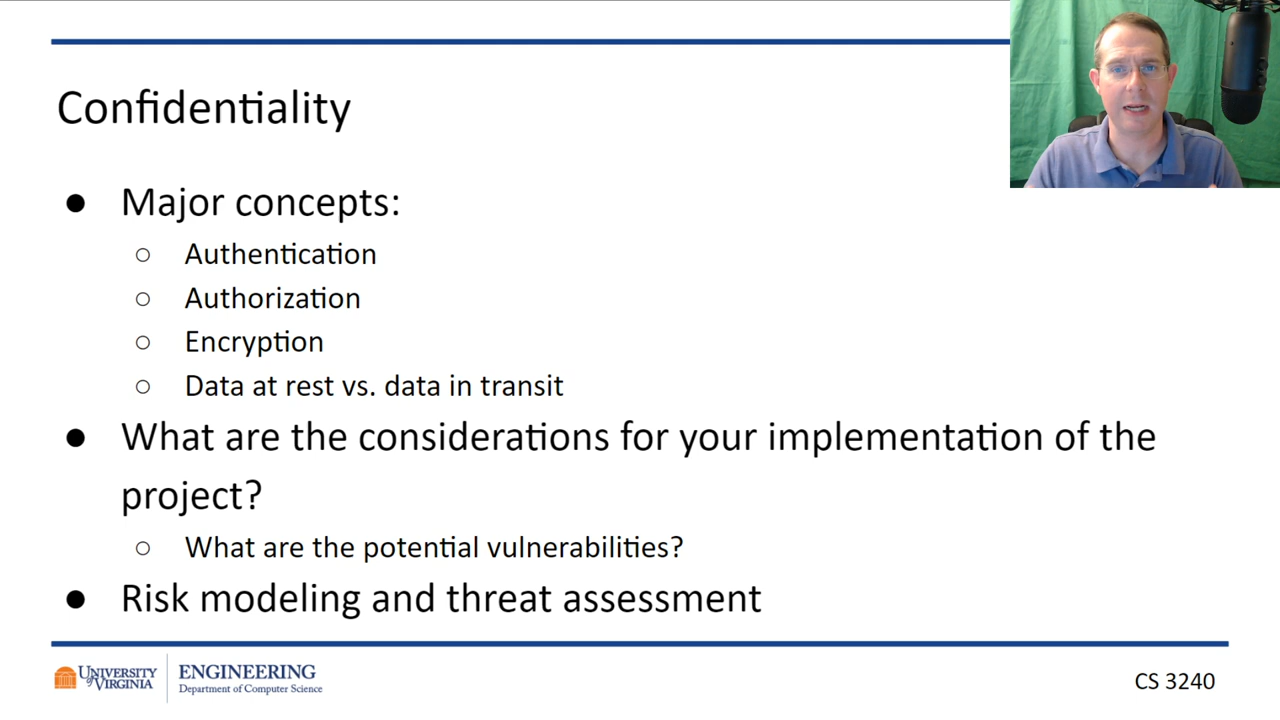 Confidentiality
● Major concepts:
○ Authentication
○ Authorization
○ Encryption
○ Data at rest vs. data in transit
● What are the considerations for your implementation of the
project?
○ What are the potential vulnerabilities?
● Risk modeling and threat assessment
UNIVERSITY
of VIRGINIA
ENGINEERING
Department of Computer Science
CS 3240